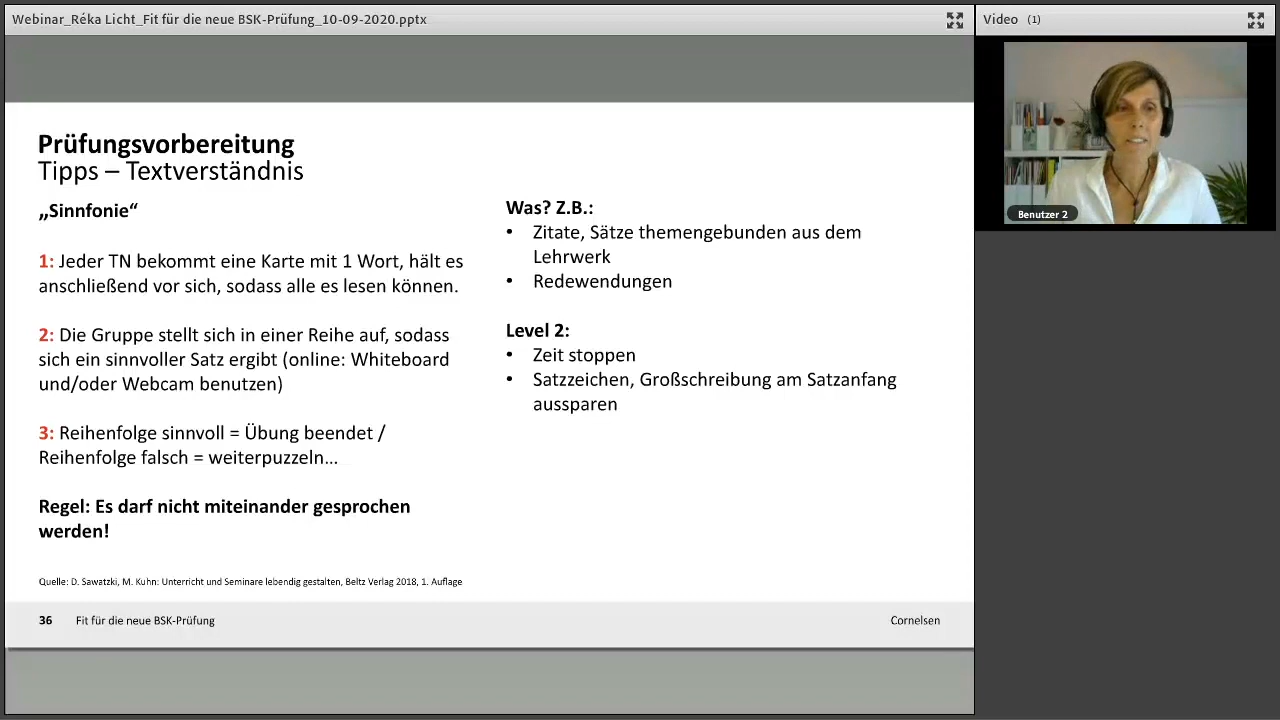 Webinar_Réka Licht_Fit für die neue BSK-Prüfung_10-09-2020.pptx
Video (1)
Prüfungsvorbereitung
Tipps – Textverständnis
„Sinnfonie“
1: Jeder TN bekommt eine Karte mit 1 Wort, hält es
anschließend vor sich, sodass alle es lesen können.
2: Die Gruppe stellt sich in einer Reihe auf, sodass
sich ein sinnvoller Satz ergibt (online: Whiteboard
und/oder Webcam benutzen)
3: Reihenfolge sinnvoll = Übung beendet /
Reihenfolge falsch = weiterpuzzeln...
Regel: Es darf nicht miteinander gesprochen
werden!
Quelle: D. Sawatzki, M. Kuhn: Unterricht und Seminare lebendig gestalten, Beltz Verlag 2018, 1. Auflage
Was? Z.B.:
• Zitate, Sätze themengebunden aus dem
Lehrwerk
• Redewendungen
Level 2:
• Zeit stoppen
• Satzzeichen, Großschreibung am Satzanfang
aussparen
36 Fit für die neue BSK-Prüfung
Cornelsen
Benutzer 2